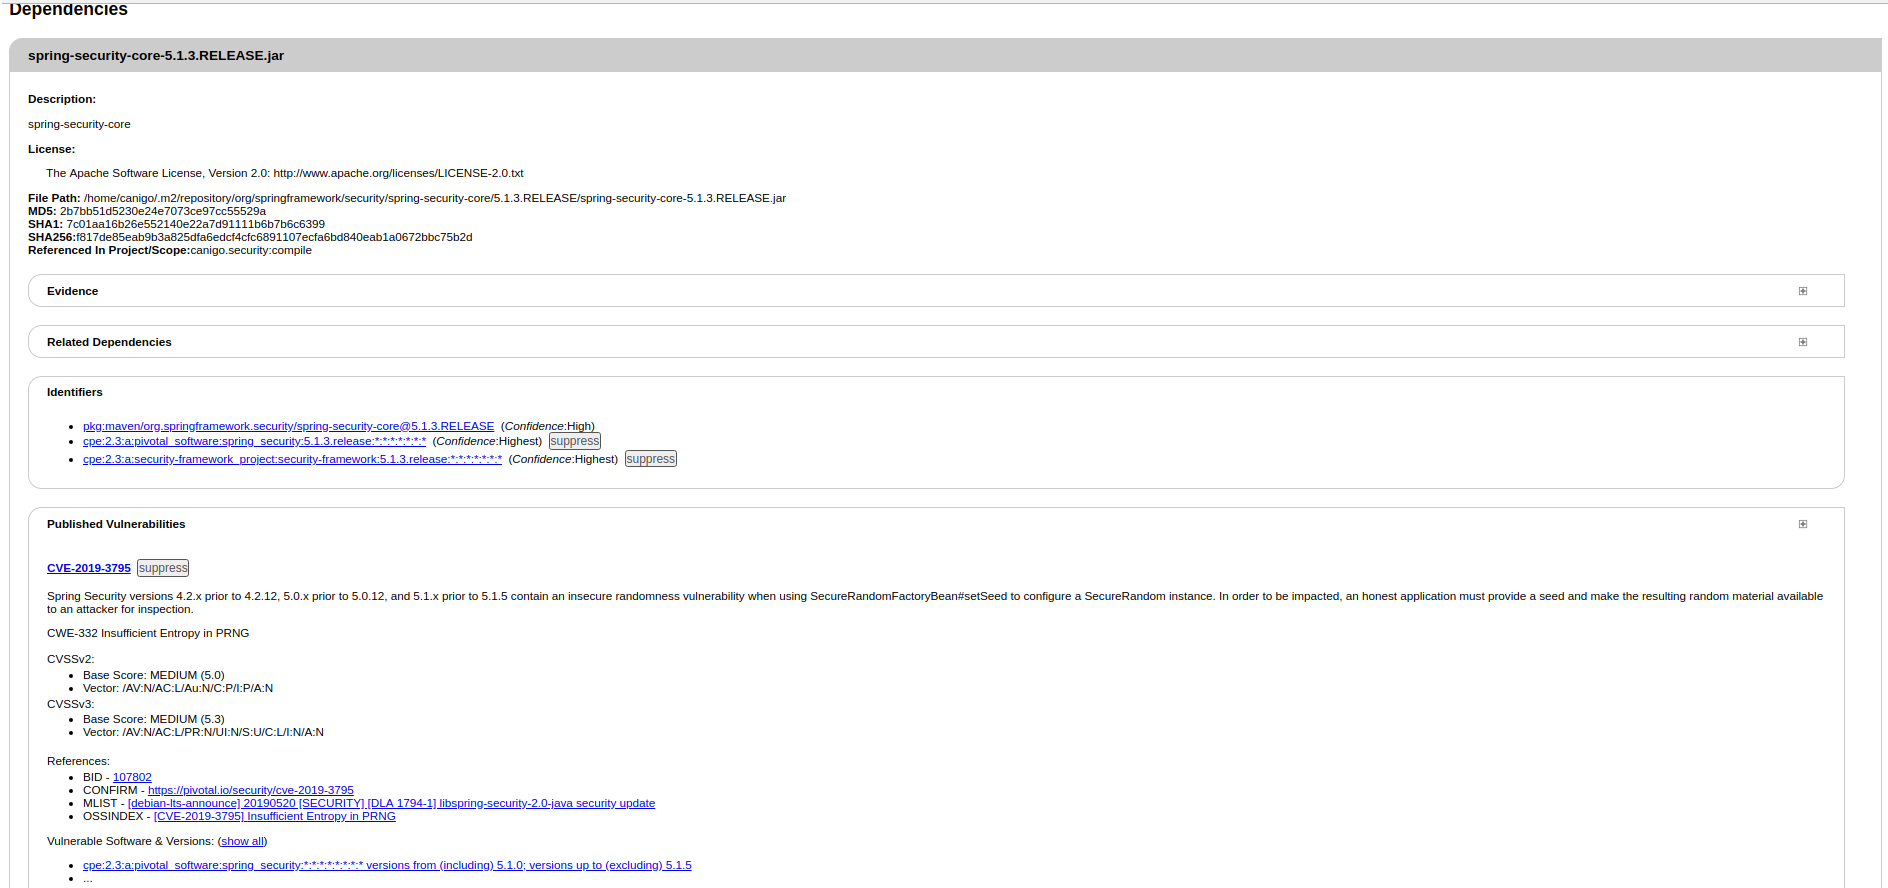 Dependencies
spring-security-core-5.1.3.RELEASE.jar
Description:
spring-security-core
License:
The Apache Software License, Version 2.0: http://www.apache.org/licenses/LICENSE-2.0.txt
File Path: /home/canigo/.m2/repository/org/springframework/security/spring-security-core/5.1.3.RELEASE/spring-security-core-5.1.3.RELEASE.jar
MD5: 2b7bb51d5230e24e7073ce97cc55529a
SHA1: 7c01aa16b26e552140e22a7d91111b6b7b6c6399
SHA256:f817de85eab9b3a825dfa6edcf4cfc6891107ecfa6bd840eab1a0672bbc75b2d
Referenced In Project/Scope:canigo.security:compile
Evidence
Related Dependencies
Identifiers
pkg:maven/org.springframework.security/spring-security-core@5.1.3.RELEASE (Confidence:High)
cpe:2.3:a:pivotal_software:spring_security:5.1.3.release:*:*:*:*:*:*:* (Confidence:Highest) suppress
cpe:2.3:a:security-framework_project:security-framework:5.1.3.release:*:*:*:*:*:*:* (Confidence:Highest) suppress
Published Vulnerabilities
CVE-2019-3795 suppress
Spring Security versions 4.2.x prior to 4.2.12, 5.0.x prior to 5.0.12, and 5.1.x prior to 5.1.5 contain an insecure randomness vulnerability when using SecureRandomFactoryBean#setSeed to configure a SecureRandom instance. In order to be impacted, an honest application must provide a seed and make the resulting random material available
to an attacker for inspection.
CWE-332 Insufficient Entropy in PRNG
CVSSv2:
Base Score: MEDIUM (5.0)
Vector: /AV:N/AC:L/Au:N/C:P/I:P/A:N
CVSSv3:
Base Score: MEDIUM (5.3)
Vector: /AV:N/AC:L/PR:N/UI:N/S:U/C:L/I:N/A:N
References:
BID - 107802
CONFIRM - https://pivotal.io/security/cve-2019-3795
MLIST - [debian-lts-announce] 20190520 [SECURITY] [DLA 1794-1] libspring-security-2.0-java security update
OSSINDEX - [CVE-2019-3795] Insufficient Entropy in PRNG
Vulnerable Software & Versions: (show all)
cpe:2.3:a:pivotal_software:spring_security:*:*:*:*:*:*:*:* versions from (including) 5.1.0; versions up to (excluding) 5.1.5
...